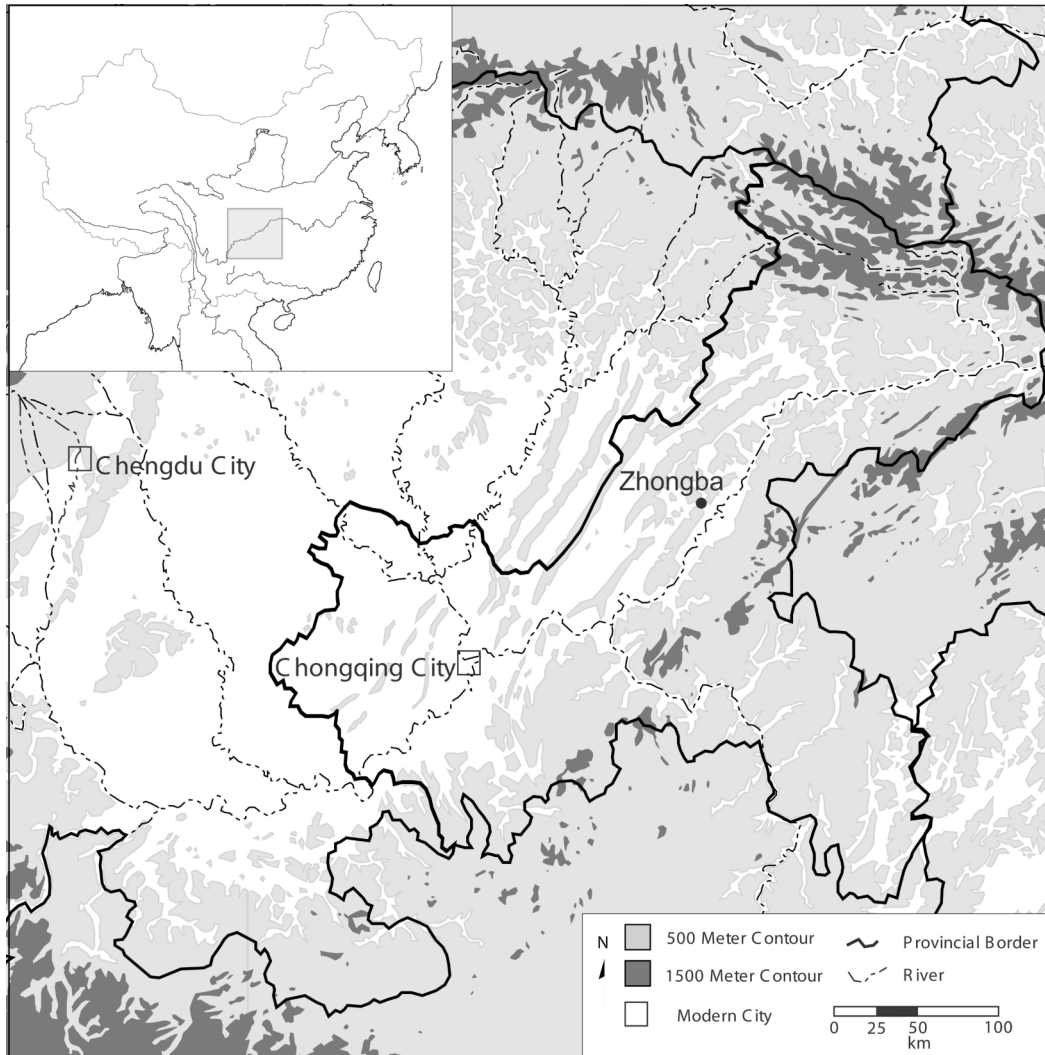 Chengdu City
Zhongba
Chongqing City
N
500 Meter Contour
Provincial Border
1500 Meter Contour
River
Modern City
0 25 50 100
km